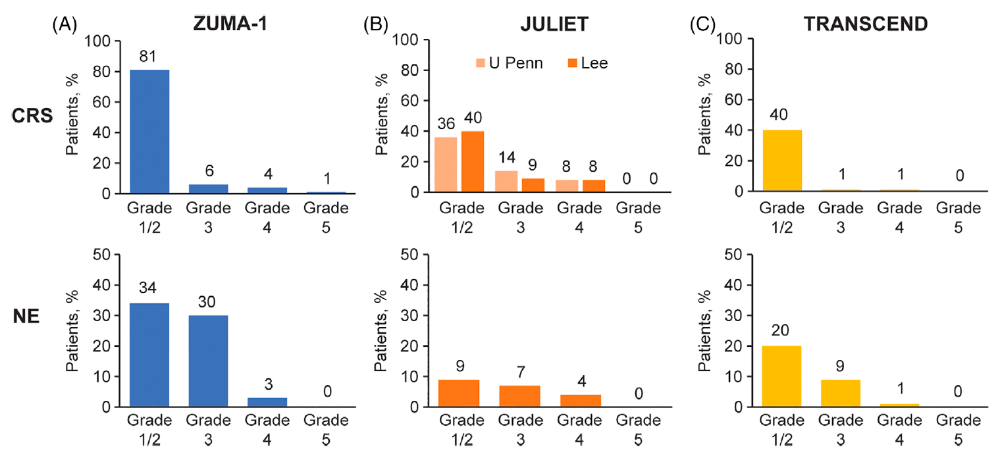 (A) ZUMA-1
(B) JULIET
(C) TRANSCEND
CRS
Patients, %
100
80
60
40
20
0
81
6
4
1
Grade 1/2
Grade 3
Grade 4
Grade 5
Patients, %
100
80
60
40
20
0
U Penn
Lee
36
40
14
9
8
8
0
0
Grade 1/2
Grade 3
Grade 4
Grade 5
Patients, %
100
80
60
40
20
0
40
1
1
0
Grade 1/2
Grade 3
Grade 4
Grade 5
NE
Patients, %
50
40
30
20
10
0
34
30
3
0
Grade 1/2
Grade 3
Grade 4
Grade 5
Patients, %
50
40
30
20
10
0
9
7
4
0
Grade 1/2
Grade 3
Grade 4
Grade 5
Patients, %
50
40
30
20
10
0
20
9
1
0
Grade 1/2
Grade 3
Grade 4
Grade 5